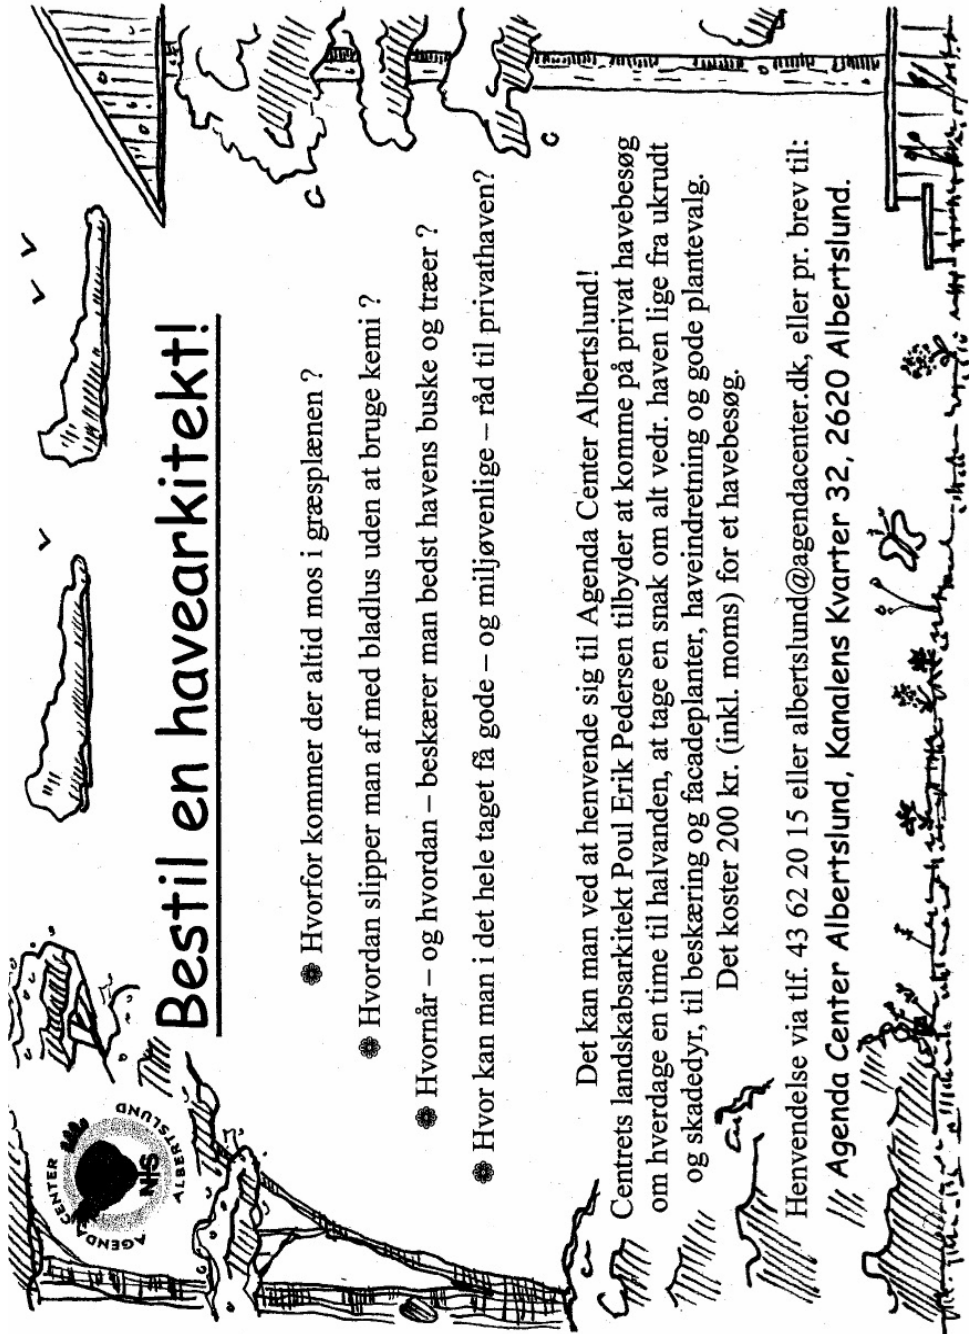 AGENDA CENTER ALBERTSLUND
Bestil en havearkitekt!
❁ Hvorfor kommer der altid mos i græsplænen ?
❁ Hvordan slipper man af med bladlus uden at bruge kemi ?
❁ Hvornår – og hvordan – beskærer man bedst havens buske og træer ?
❁ Hvor kan man i det hele taget få gode – og miljøvenlige – råd til privathaven?
Det kan man ved at henvende sig til Agenda Center Albertslund!
Centrets landskabsarkitekt Poul Erik Pedersen tilbyder at komme på privat havebesøg
om hverdage en time til halvanden, at tage en snak om alt vedr. haven lige fra ukrudt
og skadedyr, til beskæring og facadeplanter, haveindretning og gode plantevalg.
Det koster 200 kr. (inkl. moms) for et havebesøg.
Henvendelse via tlf. 43 62 20 15 eller albertslund@agendacenter.dk, eller pr. brev til:
Agenda Center Albertslund, Kanalens Kvarter 32, 2620 Albertslund.